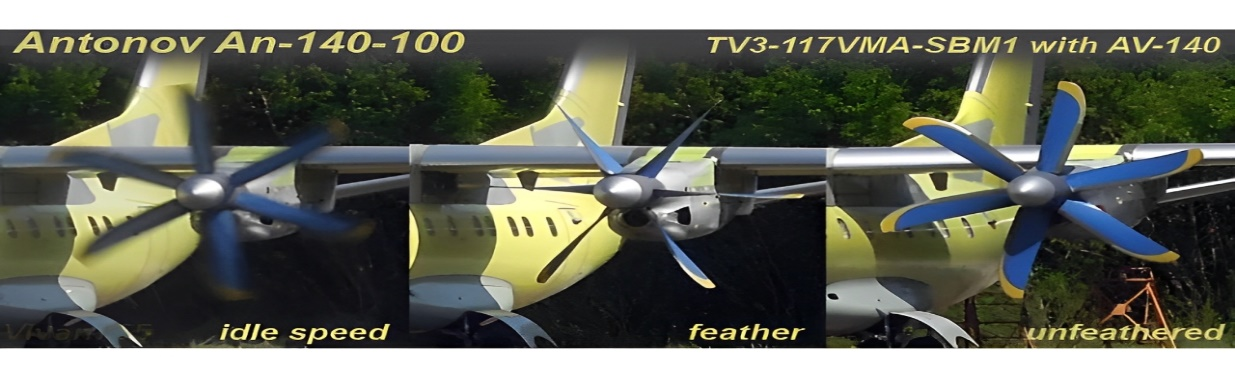 Antonov An-140-100
TV3-117VMA-SBM1 with AV-140
idle speed
feather
unfeathered